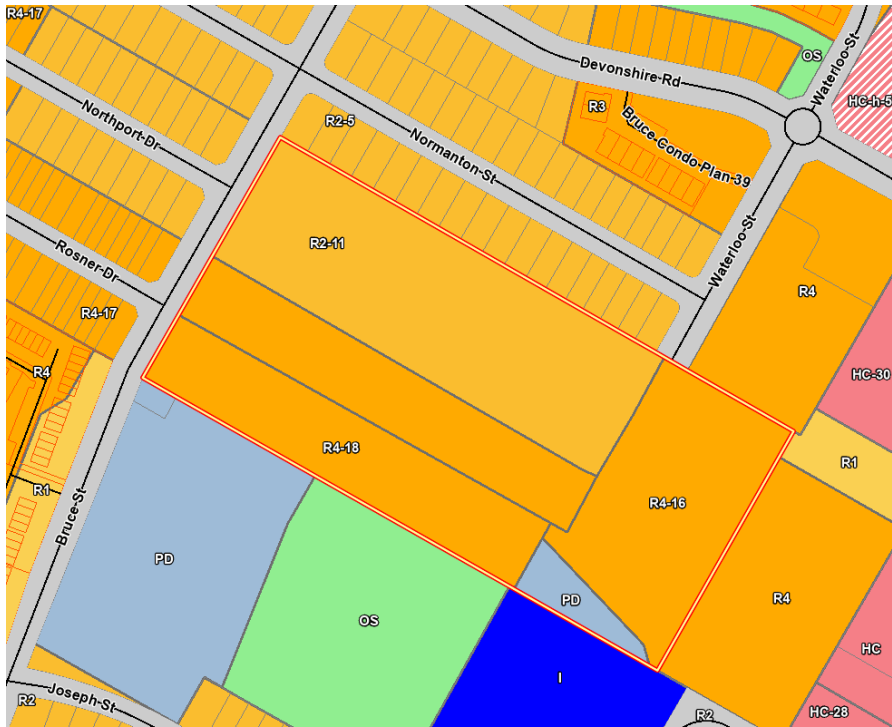 R4-17
Waterloo-St
OS
Devonshire-Rd
HC-h-5
R3
Northport-Dr
R2-5
Normanton-St
Bruce-Condo-Plan-39
Rosner-Dr
R2-11
Waterloo-St
R4
R4-17
R4
HC-30
R4-18
R1
R1
R4-16
Bruce-St
PD
PD
R4
OS
HC
I
R2
Joseph-St
R2
HC-28